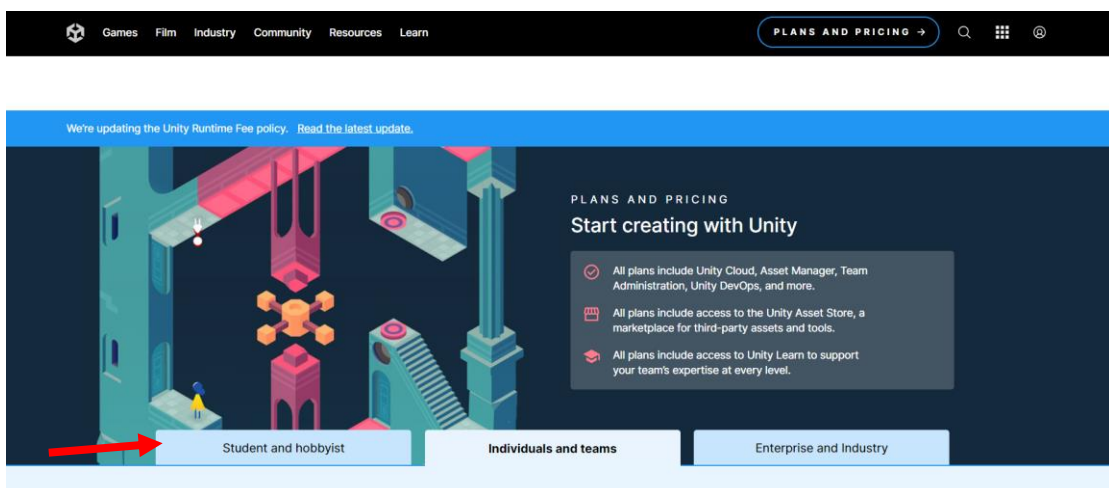 Games Film Industry Community Resources Learn PLANS AND PRICING →
We're updating the Unity Runtime Fee policy. Read the latest update.
PLANS AND PRICING
Start creating with Unity
All plans include Unity Cloud, Asset Manager, Team
Administration, Unity DevOps, and more.
All plans include access to the Unity Asset Store, a
marketplace for third-party assets and tools.
All plans include access to Unity Learn to support
your team's expertise at every level.
Student and hobbyist Individuals and teams Enterprise and Industry